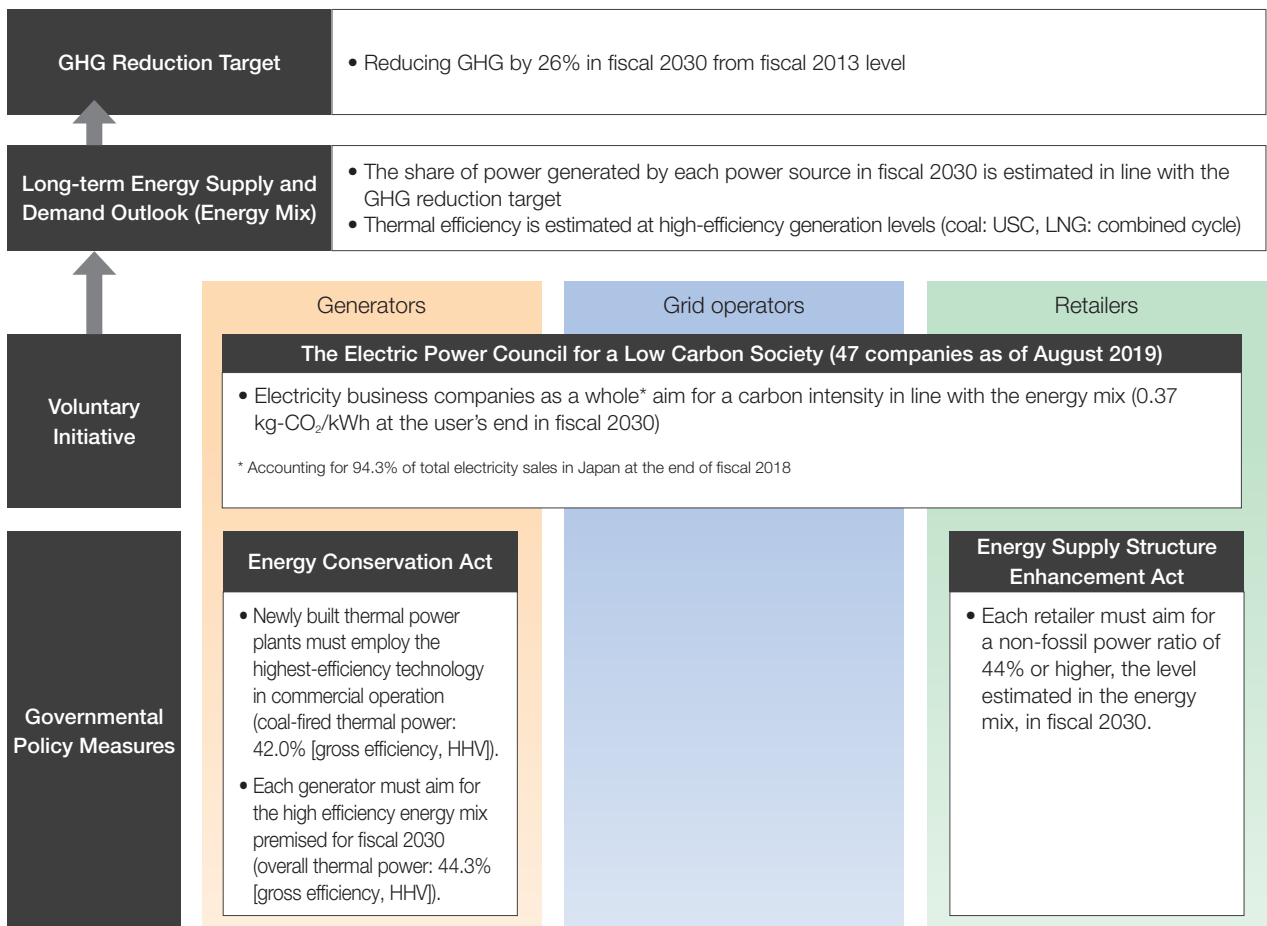 GHG Reduction Target
• Reducing GHG by 26% in fiscal 2030 from fiscal 2013 level
Long-term Energy Supply and
Demand Outlook (Energy Mix)
• The share of power generated by each power source in fiscal 2030 is estimated in line with the
GHG reduction target
• Thermal efficiency is estimated at high-efficiency generation levels (coal: USC, LNG: combined cycle)
Generators
Grid operators
Retailers
Voluntary
Initiative
The Electric Power Council for a Low Carbon Society (47 companies as of August 2019)
• Electricity business companies as a whole* aim for a carbon intensity in line with the energy mix (0.37
kg-CO₂/kWh at the user's end in fiscal 2030)
* Accounting for 94.3% of total electricity sales in Japan at the end of fiscal 2018
Governmental
Policy Measures
Energy Conservation Act
• Newly built thermal power
plants must employ the
highest-efficiency technology
in commercial operation
(coal-fired thermal power:
42.0% [gross efficiency, HHV]).
• Each generator must aim for
the high efficiency energy mix
premised for fiscal 2030
(overall thermal power: 44.3%
[gross efficiency, HHV]).
Energy Supply Structure
Enhancement Act
• Each retailer must aim for
a non-fossil power ratio of
44% or higher, the level
estimated in the energy
mix, in fiscal 2030.